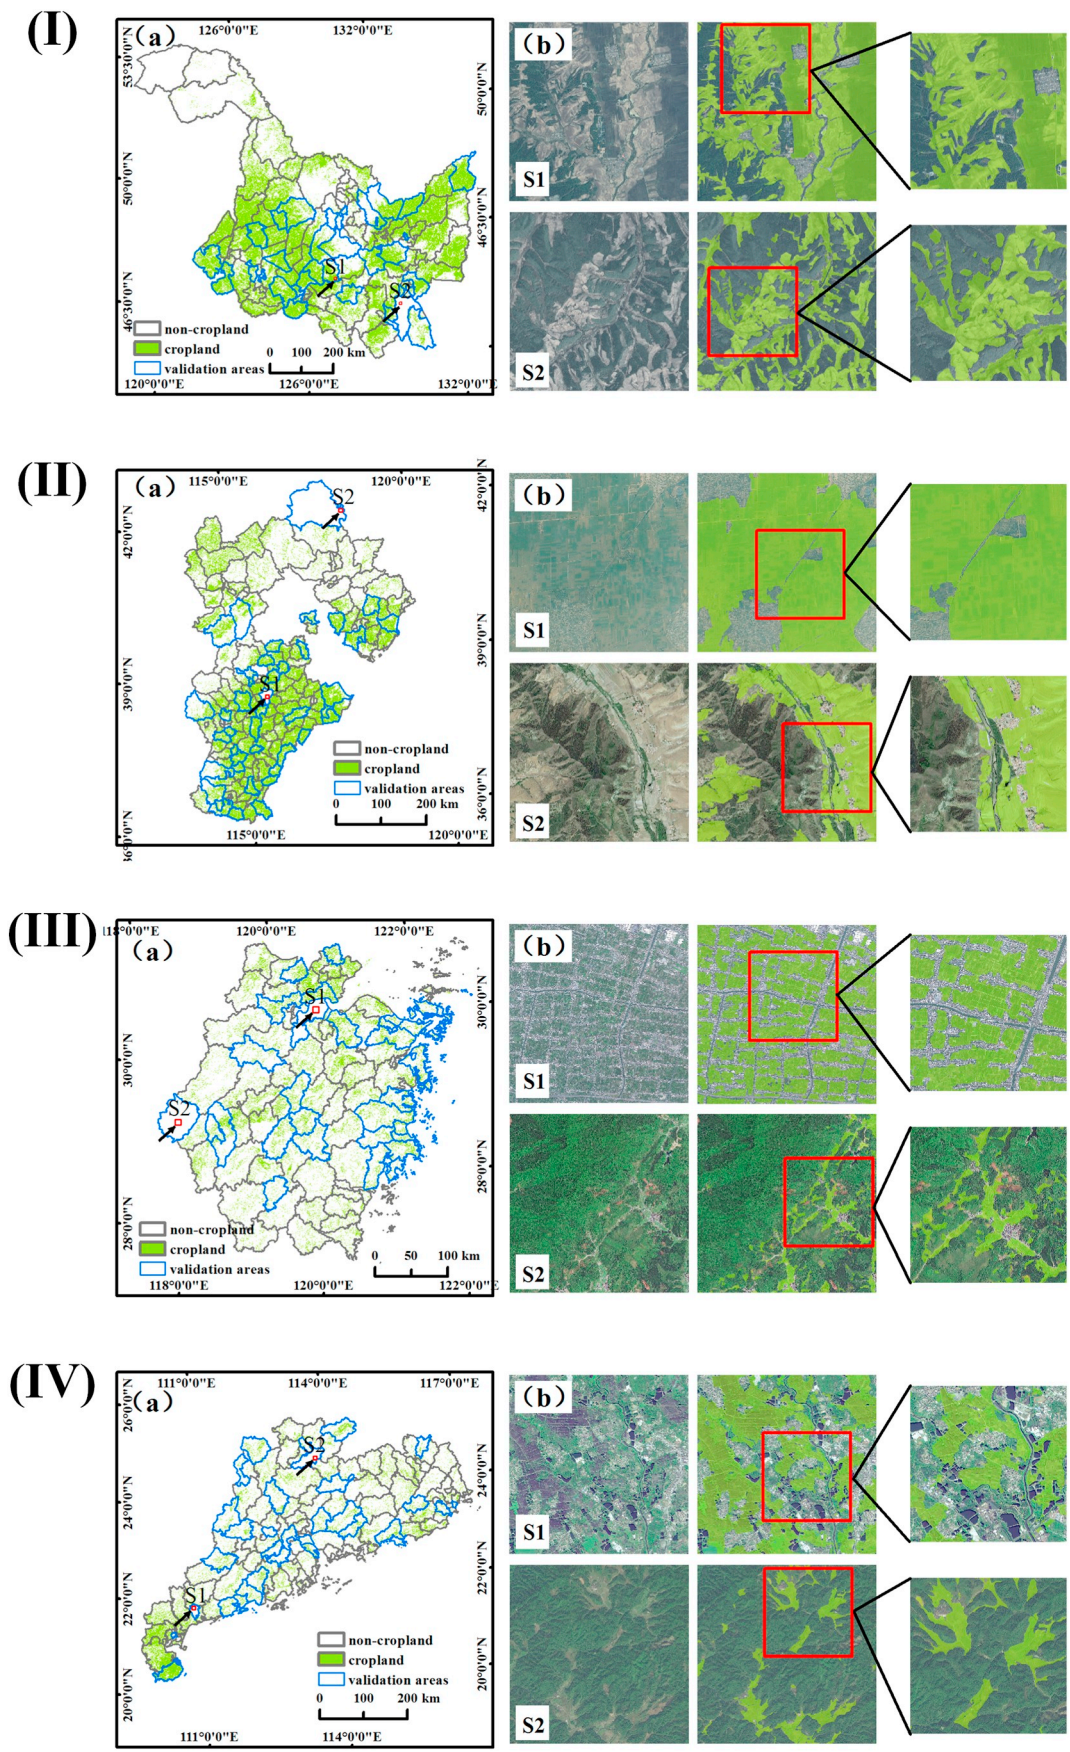 (I)
(a)
126°0'0"E
132°0'0"E
53°30'0"N
50°0'0"N
50°0'0"N
46°30'0"N
46°30'0"N
S1
S2
non-cropland
cropland
validation areas
0 100 200 km
120°0'0"E
126°0'0"E
132°0'0"E
(b)
S1
S2
(II)
(a)
115°0'0"E
120°0'0"E
42°0'0"N
42°0'0"N
39°0'0"N
39°0'0"N
36°0'0"N
36°0'0"N
S2
S1
non-cropland
cropland
validation areas
0 100 200 km
115°0'0"E
120°0'0"E
(b)
S1
S2
(III)
(a)
118°0'0"E
120°0'0"E
122°0'0"E
30°0'0"N
30°0'0"N
28°0'0"N
28°0'0"N
S1
S2
non-cropland
cropland
validation areas
0 50 100 km
118°0'0"E
120°0'0"E
122°0'0"E
(b)
S1
S2
(IV)
(a)
111°0'0"E
114°0'0"E
117°0'0"E
26°0'0"N
24°0'0"N
24°0'0"N
22°0'0"N
22°0'0"N
20°0'0"N
20°0'0"N
S2
S1
non-cropland
cropland
validation areas
0 100 200 km
111°0'0"E
114°0'0"E
(b)
S1
S2